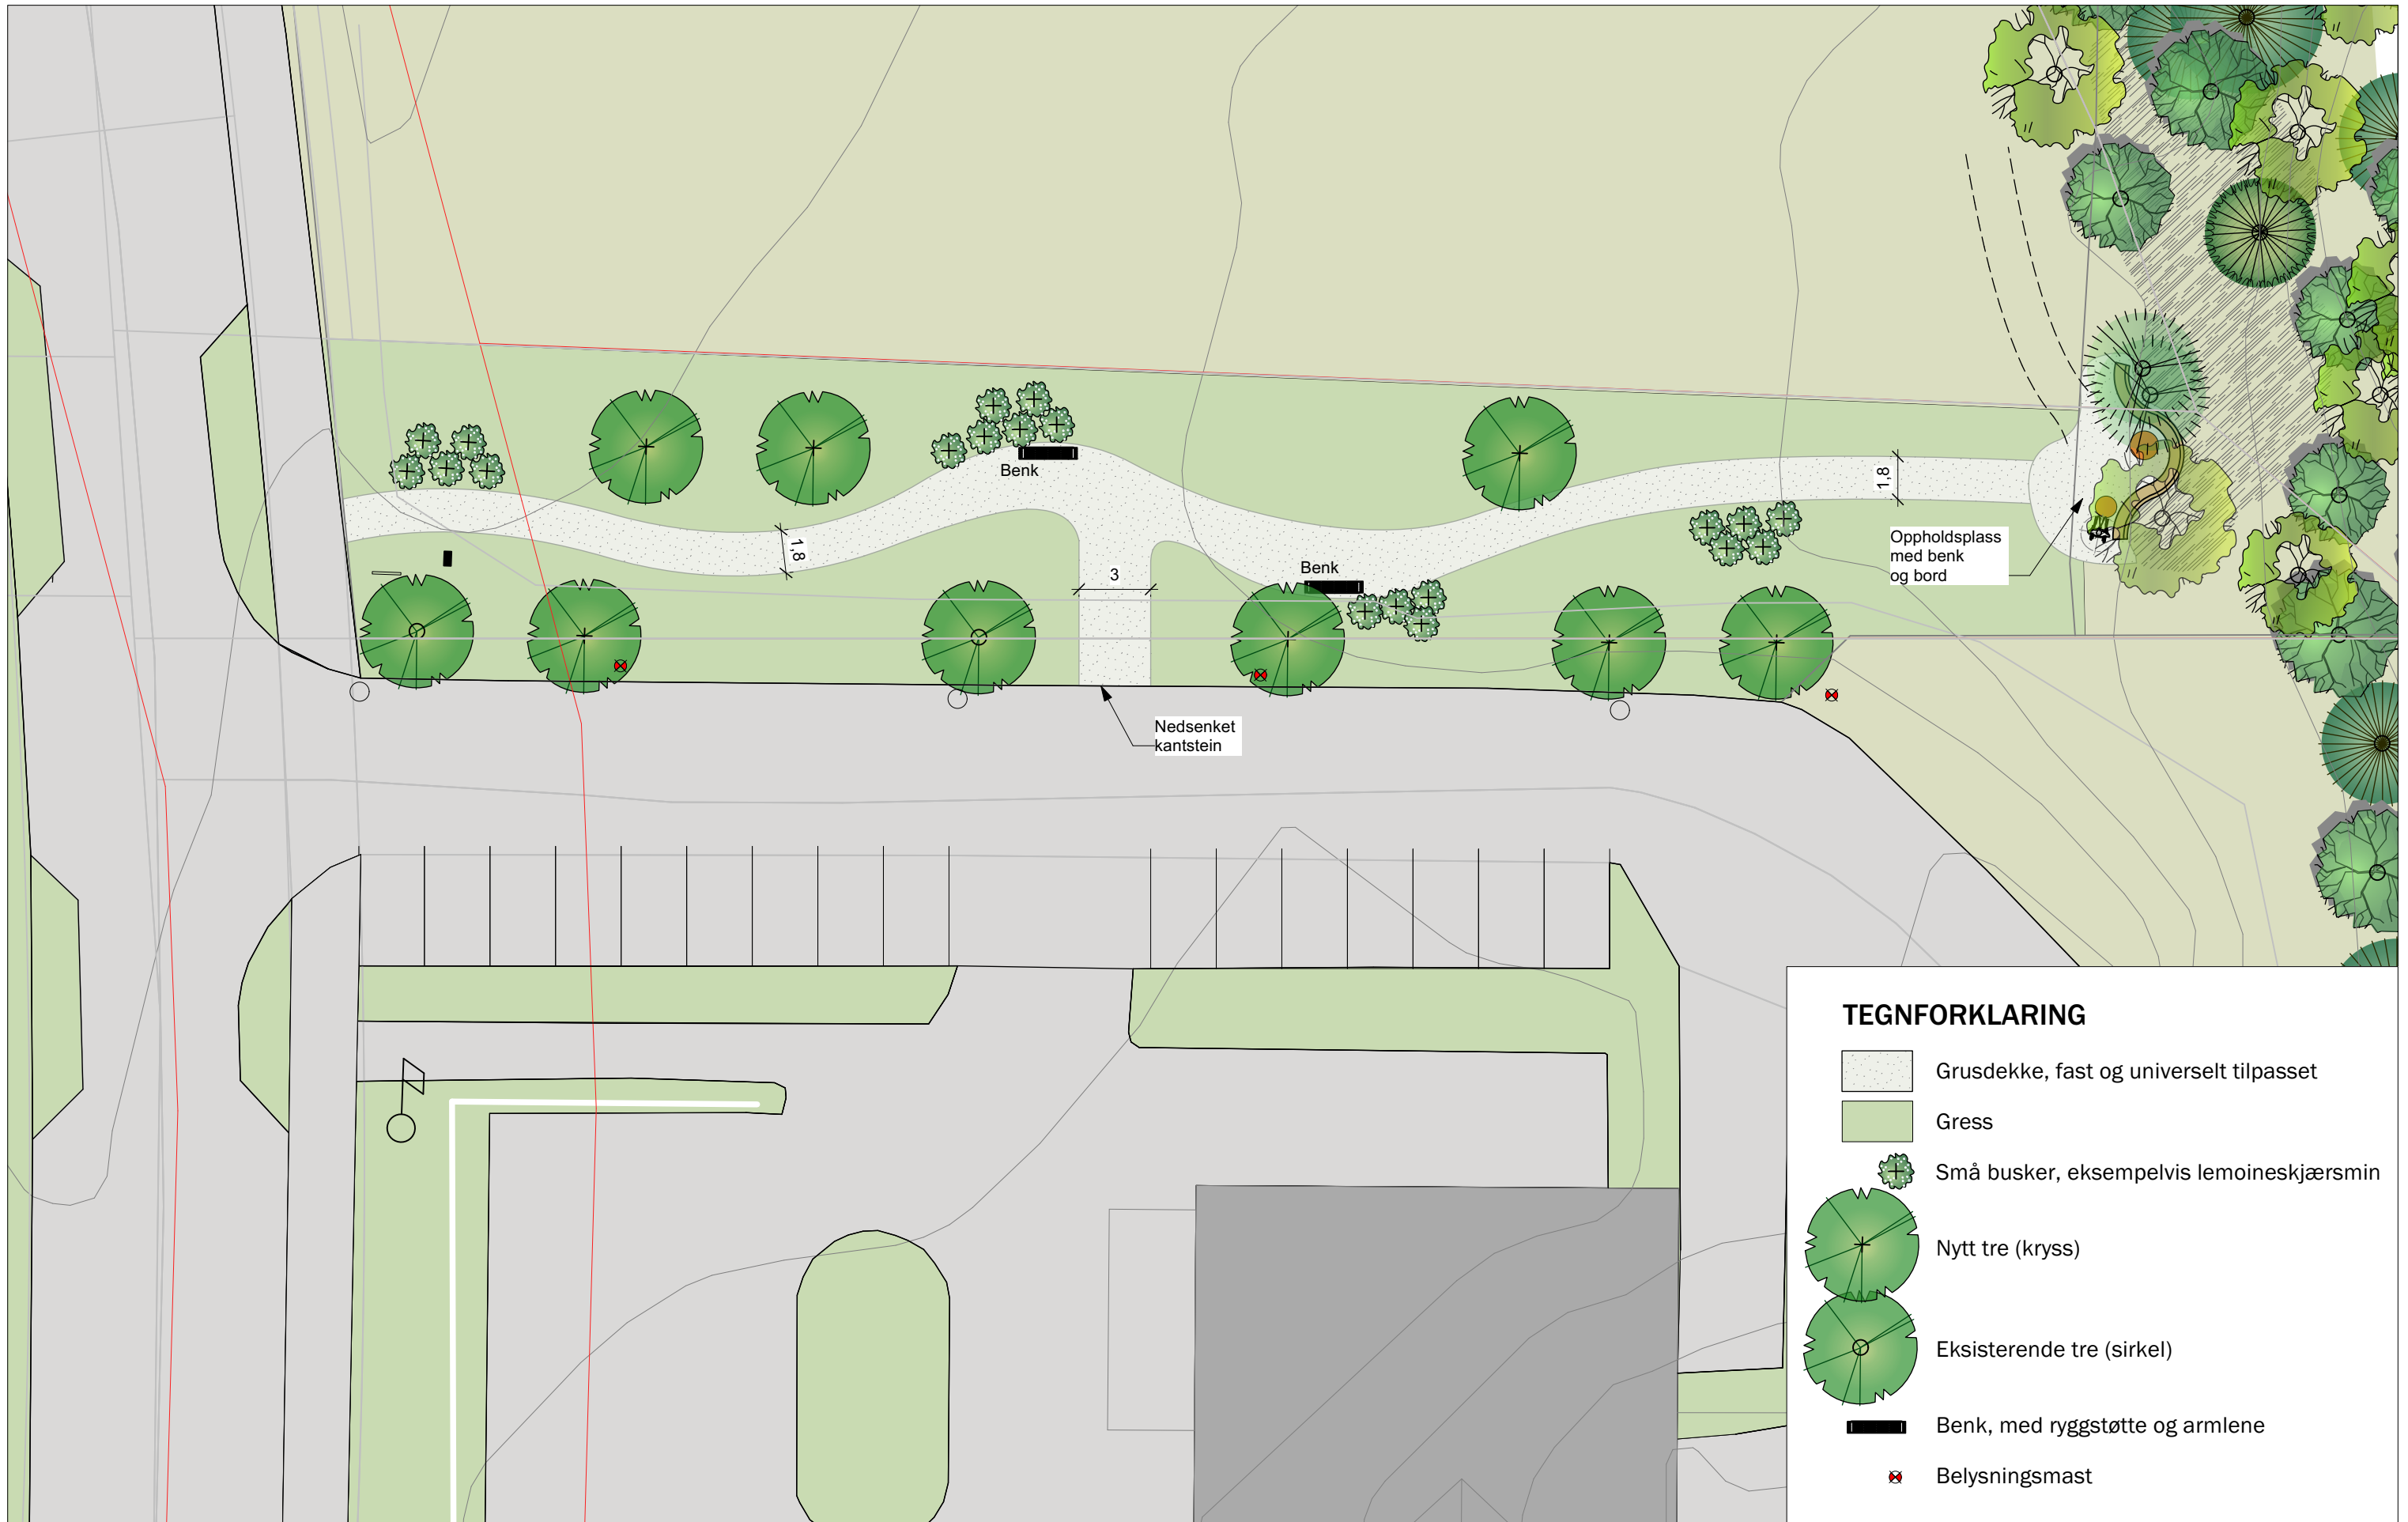 Benk
1,8
1,8
Oppholdsplass
med benk
og bord
Benk
3
Nedsenket
kantstein
TEGNFORKLARING
Grusdekke, fast og universelt tilpasset
Gress
Små busker, eksempelvis lemoineskjærsmin
Nytt tre (kryss)
Eksisterende tre (sirkel)
Benk, med ryggstøtte og armlene
Belysningsmast